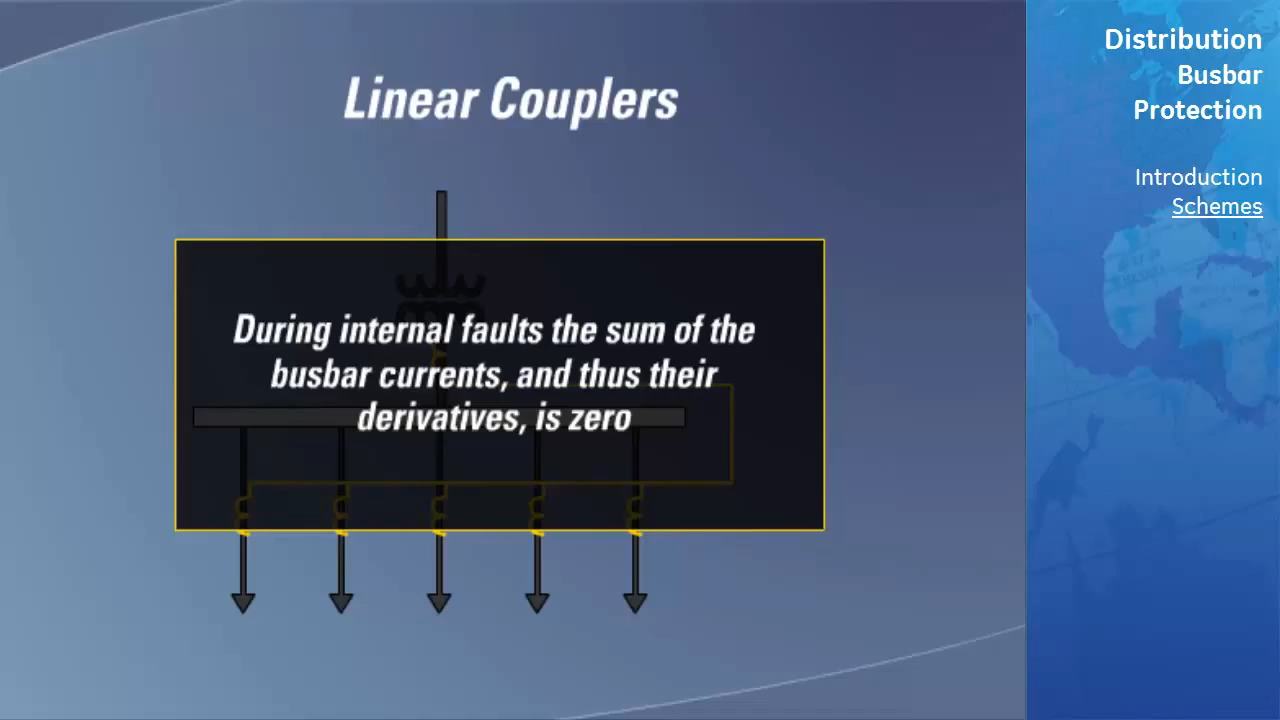 Linear Couplers
During internal faults the sum of the
busbar currents, and thus their
derivatives, is zero
Distribution
Busbar
Protection
Introduction
Schemes